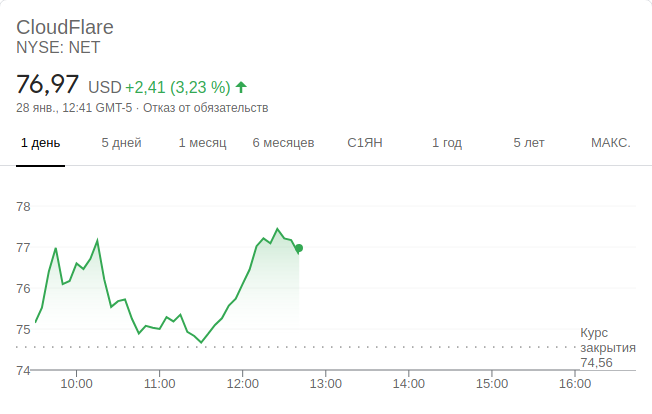 CloudFlare
NYSE: NET
76,97 USD +2,41 (3,23 %)
28 янв., 12:41 GMT-5 · Отказ от обязательств
1 день 5 дней 1 месяц 6 месяцев С1ЯН 1 год 5 лет МАКС.
78
77
76
75
74
Курс
закрытия
74,56
10:00 11:00 12:00 13:00 14:00 15:00 16:00